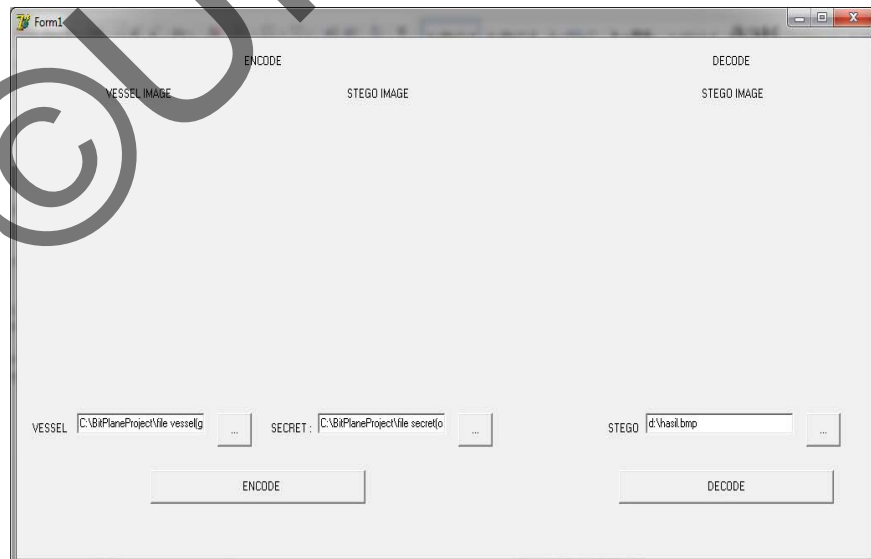 Form1
ENCODE
DECODE
VESSEL IMAGE
STEGO IMAGE
STEGO IMAGE
VESSEL
C:\BitPlaneProject\file vessel(g
...
SECRET :
C:\BitPlaneProject\file secret(o
...
STEGO
d:\hasil.bmp
...
ENCODE
DECODE